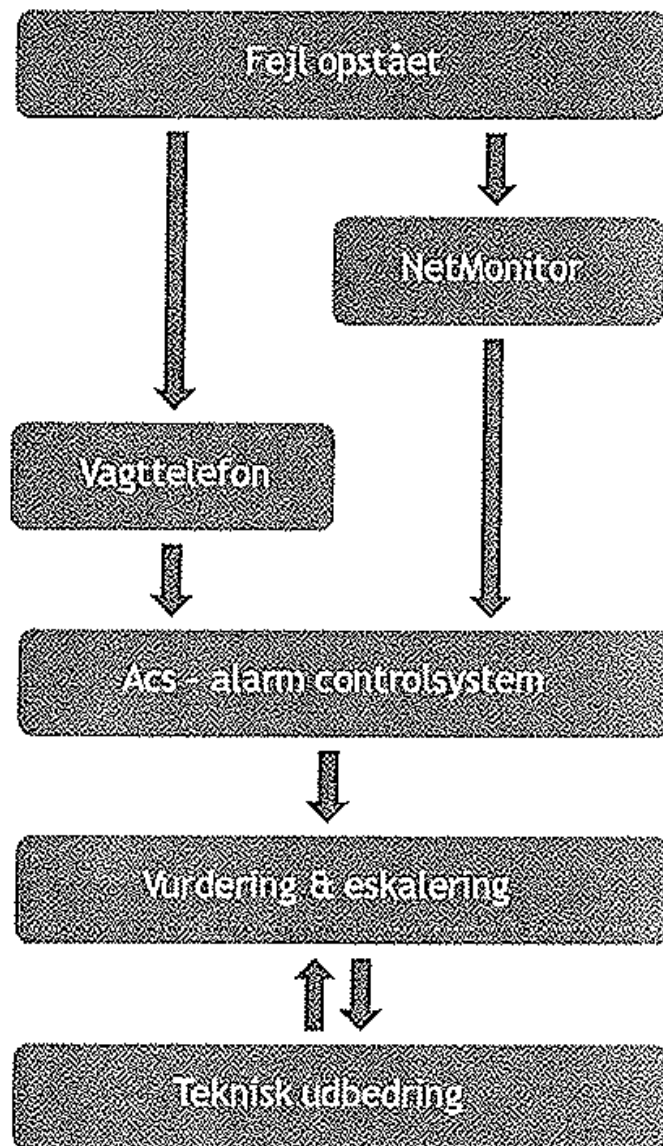 Fejl opstået
NetMonitor
Vagttelefon
Acs - alarm controlsystem
Vurdering & eskalering
Teknisk udbedring